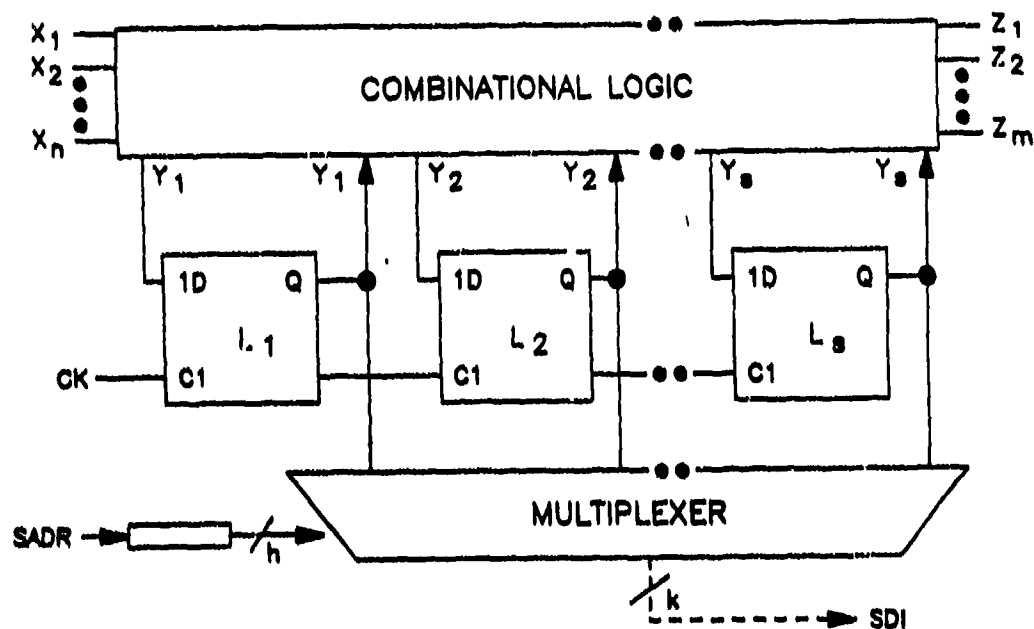 X1
Z1
X2
Z2
COMBINATIONAL LOGIC
Xn
Zm
Y1 Y1 Y2 Y2 Ys Ys
1D Q 1D Q 1D Q
L1 L2 Ls
CK C1 C1 C1
MULTIPLEXER
SADR
h
k
SDI